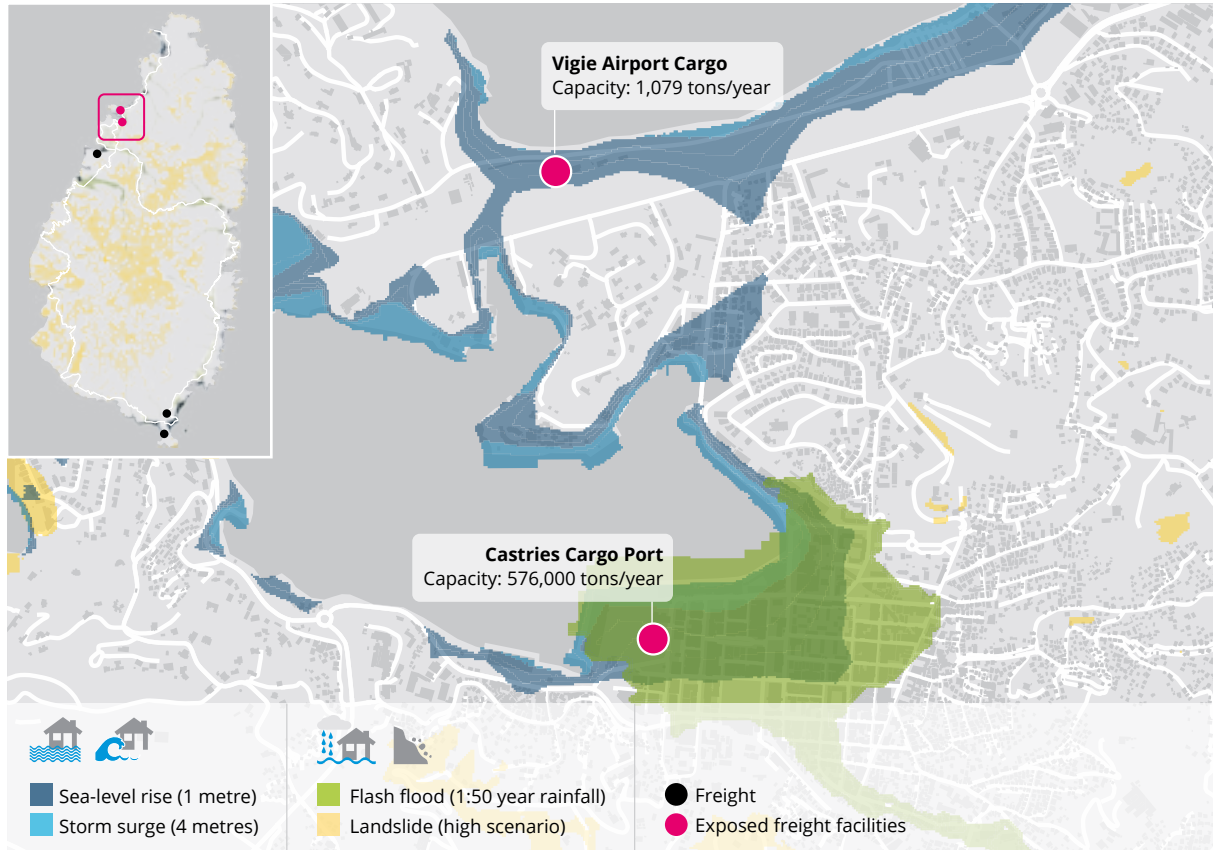 Vigie Airport Cargo
Capacity: 1,079 tons/year
Castries Cargo Port
Capacity: 576,000 tons/year
Sea-level rise (1 metre)
Storm surge (4 metres)
Flash flood (1:50 year rainfall)
Landslide (high scenario)
Freight
Exposed freight facilities